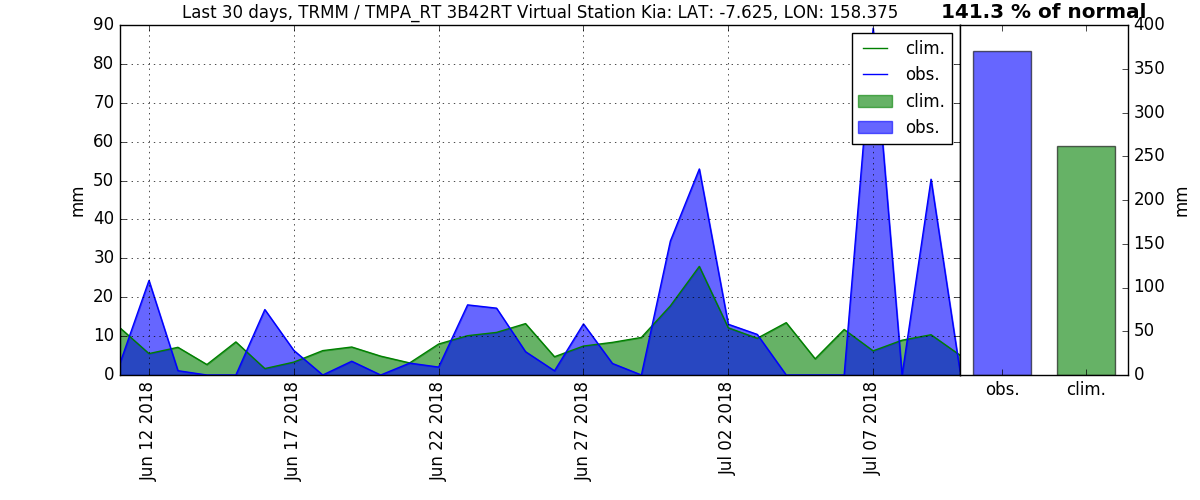 Last 30 days, TRMM / TMPA_RT 3B42RT Virtual Station Kia: LAT: -7.625, LON: 158.375
141.3 % of normal
90
80
70
60
50
40
30
20
10
0
mm
clim.
obs.
clim.
obs.
Jun 12 2018
Jun 17 2018
Jun 22 2018
Jun 27 2018
Jul 02 2018
Jul 07 2018
400
350
300
250
200
150
100
50
0
mm
obs.
clim.